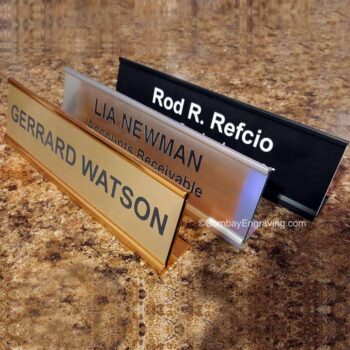 Rod R. Refcio
LIA NEWMAN
Accounts Receivable
GERRARD WATSON
©BombayEngraving.com